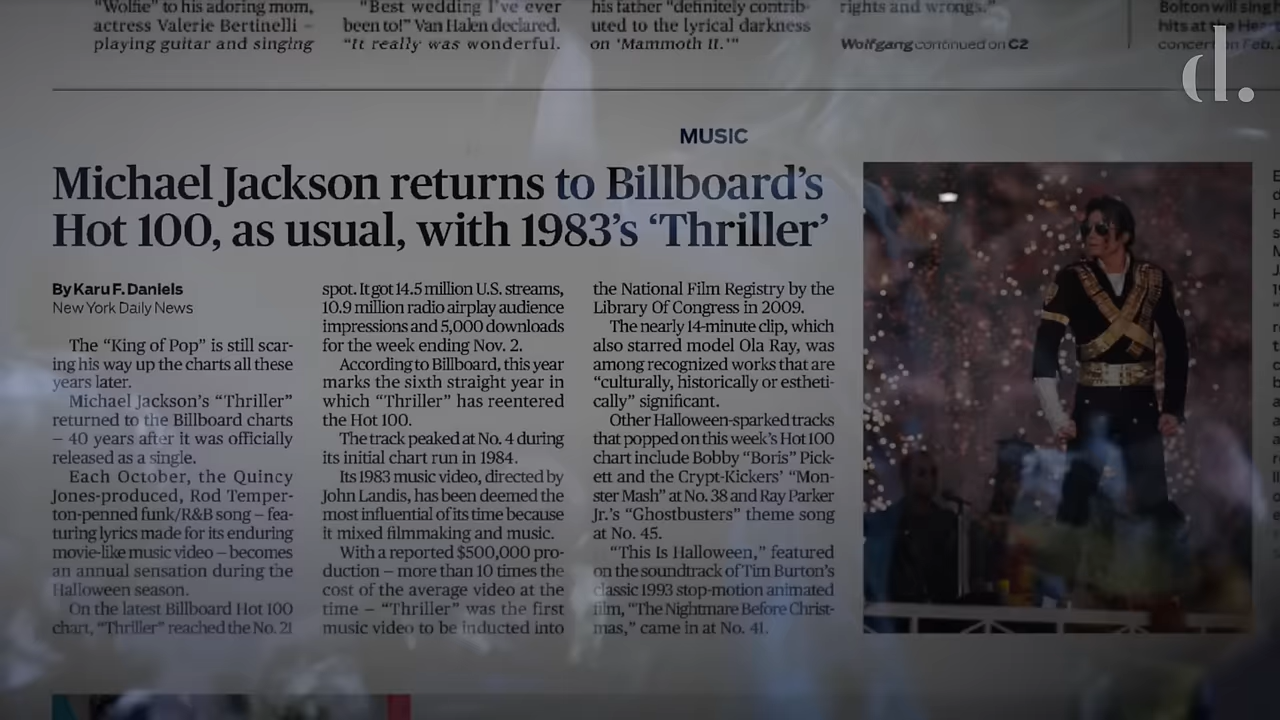 "Wolfie" to his adoring mom,
actress Valerie Bertinelli –
playing guitar and singing
"Best wedding I've ever
been to!" Van Halen declared.
"It really was wonderful.
his father "definitely contrib-
uted to the lyrical darkness
on 'Mammoth II.'"
rights and wrongs."
Wolfgang continued on C2
Bolton will sing
hits at the
concert on Feb.
d.
MUSIC
Michael Jackson returns to Billboard's
Hot 100, as usual, with 1983's 'Thriller'
By Karu F. Daniels
New York Daily News
The "King of Pop" is still scar-
ing his way up the charts all these
years later.
Michael Jackson's "Thriller"
returned to the Billboard charts
– 40 years after it was officially
released as a single.
Each October, the Quincy
Jones-produced, Rod Temper-
ton-penned funk/R&B song – fea-
turing lyrics made for its enduring
movie-like music video – becomes
an annual sensation during the
Halloween season.
On the latest Billboard Hot 100
chart, "Thriller" reached the No. 21
spot. It got 14.5 million U.S. streams,
10.9 million radio airplay audience
impressions and 5,000 downloads
for the week ending Nov. 2.
According to Billboard, this year
marks the sixth straight year in
which "Thriller" has reentered
the Hot 100.
The track peaked at No. 4 during
its initial chart run in 1984.
Its 1983 music video, directed by
John Landis, has been deemed the
most influential of its time because
it mixed filmmaking and music.
With a reported $500,000 pro-
duction – more than 10 times the
cost of the average video at the
time – "Thriller" was the first
music video to be inducted into
the National Film Registry by the
Library Of Congress in 2009.
The nearly 14-minute clip, which
also starred model Ola Ray, was
among recognized works that are
"culturally, historically or estheti-
cally" significant.
Other Halloween-sparked tracks
that popped on this week's Hot 100
chart include Bobby "Boris" Pick-
ett and the Crypt-Kickers' "Mon-
ster Mash" at No. 38 and Ray Parker
Jr.'s "Ghostbusters" theme song
at No. 45.
"This Is Halloween," featured
on the soundtrack of Tim Burton's
classic 1993 stop-motion animated
film, "The Nightmare Before Christ-
mas," came in at No. 41.